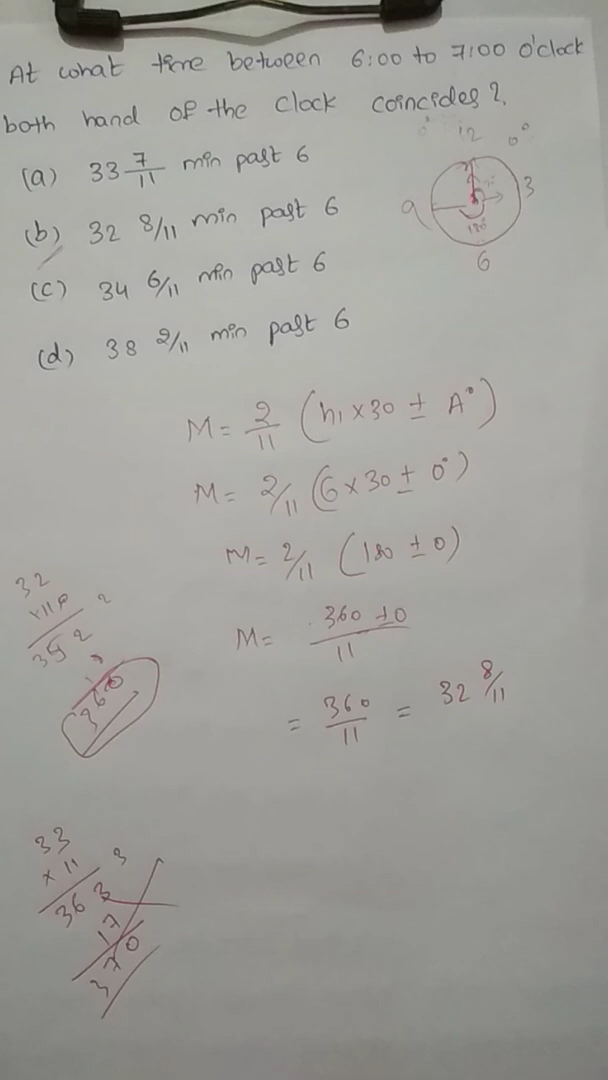 At what time between 6:00 to 7:00 o'clock
both hand of the clock coincides?
(a) 33 7/11 min past 6
(b) 32 8/11 min past 6
(c) 34 6/11 min past 6
(d) 38 2/11 min past 6
12
0°
9
3
180
6
M = 2/11 (h1 × 30 ± A°)
M = 2/11 (6 × 30 ± 0°)
M = 2/11 (180 ± 0)
M = 360 ± 0 / 11
= 360/11 = 32 8/11
32
352
360
33
× 11
363
17
370